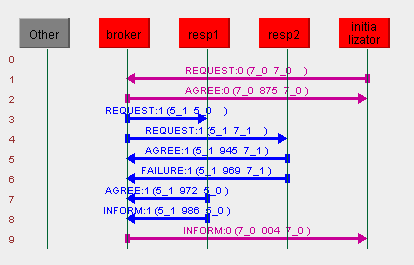 Other
broker
resp1
resp2
initia
lizator
0
1
REQUEST:0 (7_0 7_0 )
2
AGREE:0 (7_0 875 7_0)
3
REQUEST:1 (5_1 5_0 )
4
REQUEST:1 (5_1 7_1 )
5
AGREE:1 (5_1 945 7_1)
6
FAILURE:1 (5_1 969 7_1)
7
AGREE:1 (5_1 972 5_0)
8
INFORM:1 (5_1 986 5_0)
9
INFORM:0 (7_0 004 7_0)